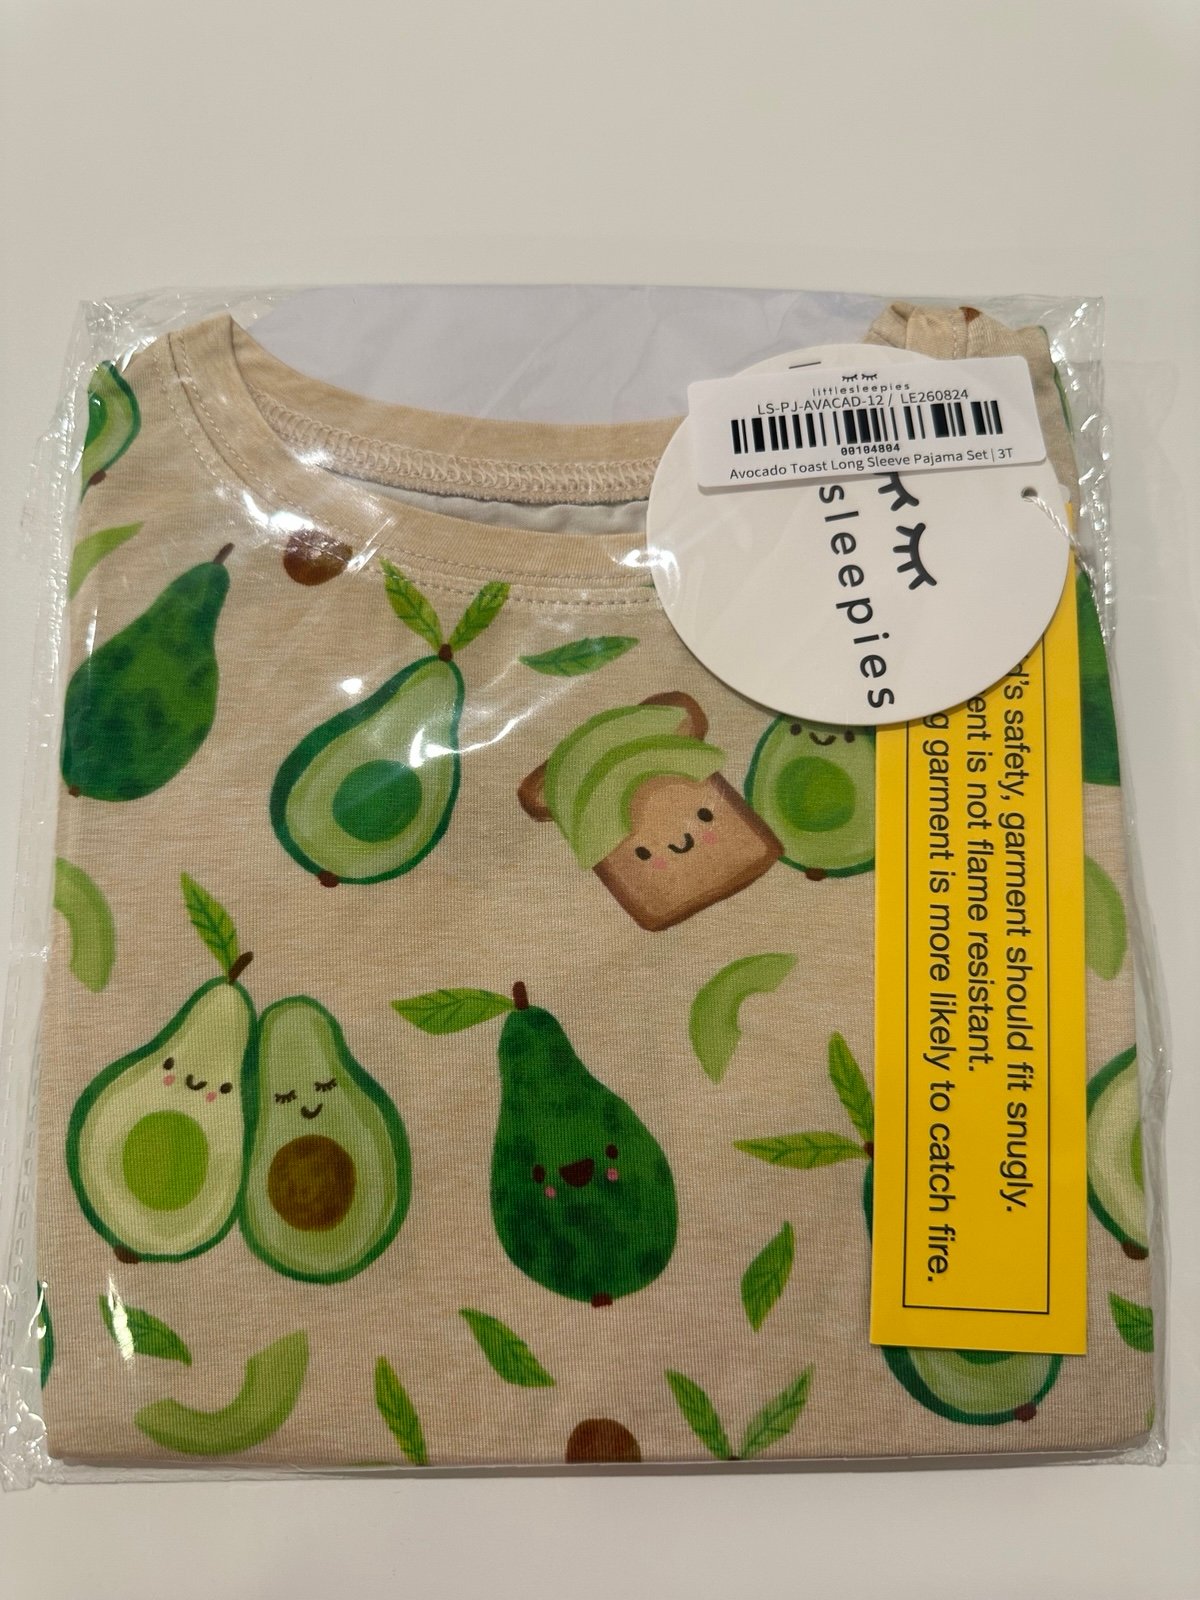 littlesleepies
LS-PJ-AVACAD-12 / LE260824
00104804
Avocado Toast Long Sleeve Pajama Set | 3T
sleepies
d's safety, garment should fit snugly.
ent is not flame resistant.
g garment is more likely to catch fire.